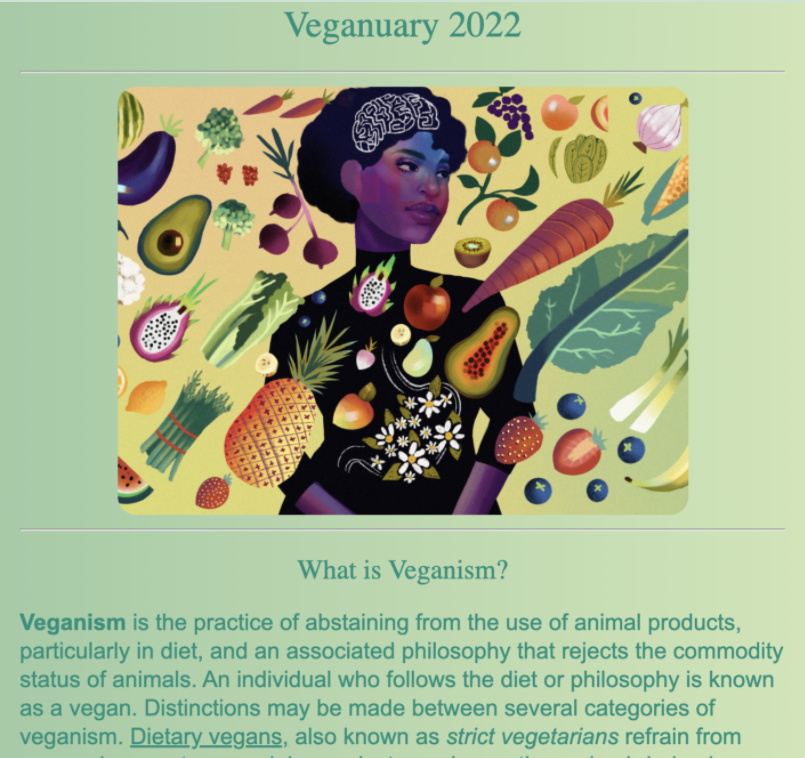 Veganuary 2022
What is Veganism?
Veganism is the practice of abstaining from the use of animal products,
particularly in diet, and an associated philosophy that rejects the commodity
status of animals. An individual who follows the diet or philosophy is known
as a vegan. Distinctions may be made between several categories of
veganism. Dietary vegans, also known as strict vegetarians refrain from